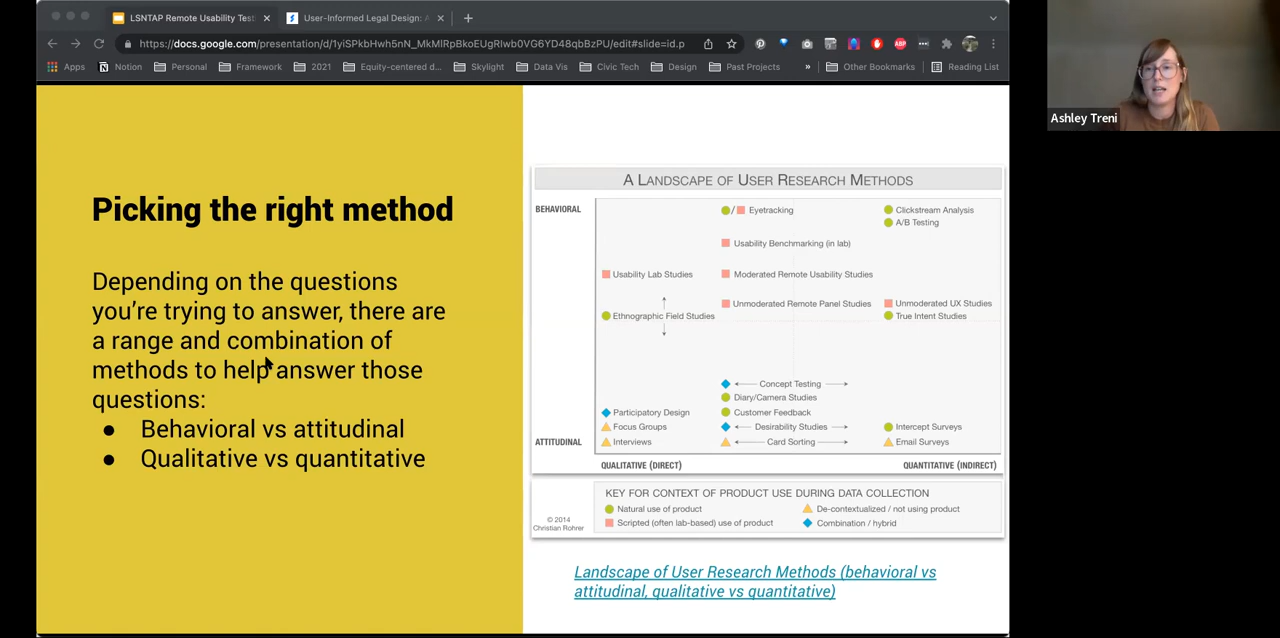 LSNTAP Remote Usability Test
User-Informed Legal Design: A
https://docs.google.com/presentation/d/1yiSPkbHwh5nN_MkMIRpBkoEUgRIwb0VG6YD48qbBzPU/edit#slide=id.p
Apps
Notion
Personal
Framework
2021
Equity-centered d...
Skylight
Data Vis
Civic Tech
Design
Past Projects
»
Other Bookmarks
Reading List
ABP
Ashley Treni
Picking the right method
Depending on the questions
you're trying to answer, there are
a range and combination of
methods to help answer those
questions:
● Behavioral vs attitudinal
● Qualitative vs quantitative
A LANDSCAPE OF USER RESEARCH METHODS
BEHAVIORAL
/ Eyetracking
Clickstream Analysis
A/B Testing
Usability Benchmarking (in lab)
Usability Lab Studies
Moderated Remote Usability Studies
Unmoderated Remote Panel Studies
Unmoderated UX Studies
Ethnographic Field Studies
True Intent Studies
Concept Testing
Diary/Camera Studies
Participatory Design
Customer Feedback
Focus Groups
Desirability Studies
Intercept Surveys
ATTITUDINAL
Interviews
Card Sorting
Email Surveys
QUALITATIVE (DIRECT)
QUANTITATIVE (INDIRECT)
KEY FOR CONTEXT OF PRODUCT USE DURING DATA COLLECTION
Natural use of product
De-contextualized / not using product
Scripted (often lab-based) use of product
Combination / hybrid
© 2014
Christian Rohrer
Landscape of User Research Methods (behavioral vs
attitudinal, qualitative vs quantitative)